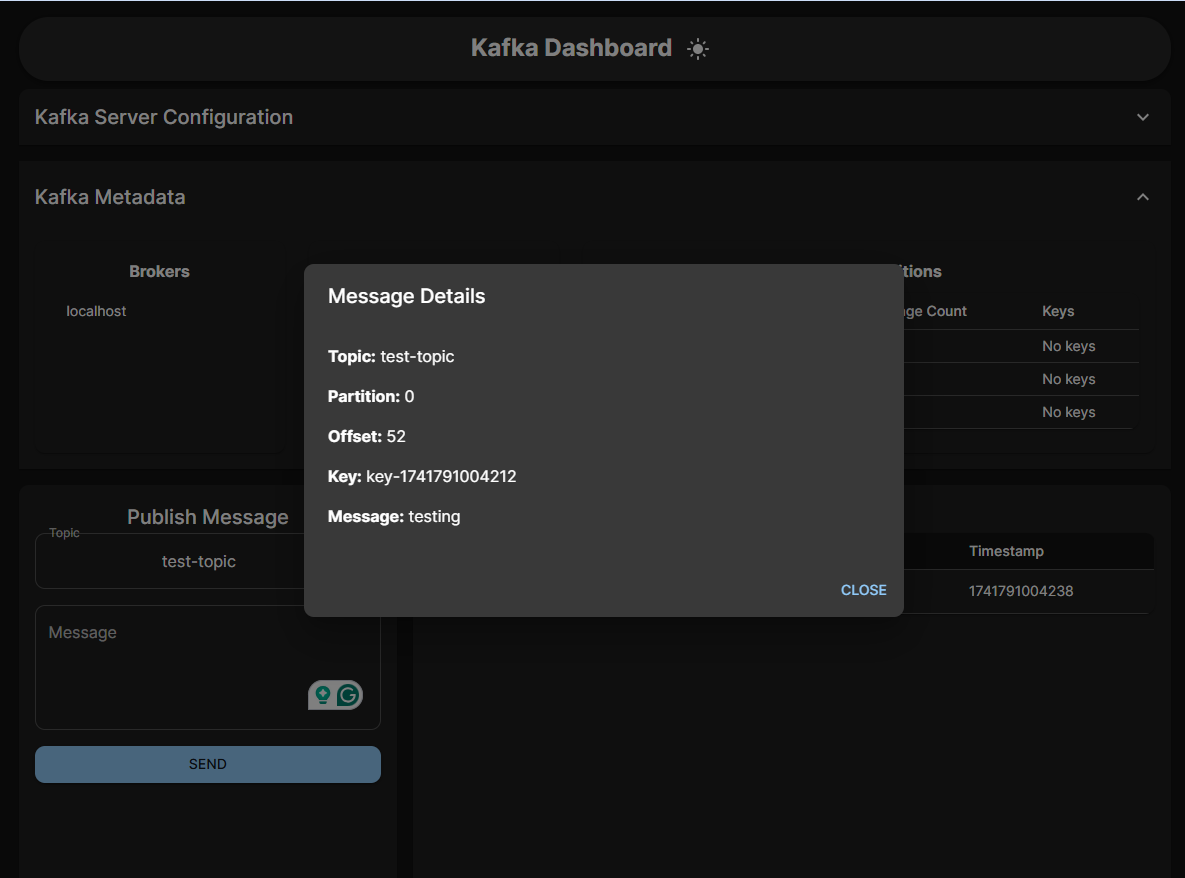 Kafka Dashboard
Kafka Server Configuration
Kafka Metadata
Brokers
localhost
Count
Keys
No keys
No keys
No keys
Message Details
Topic: test-topic
Partition: 0
Offset: 52
Key: key-1741791004212
Message: testing
CLOSE
Publish Message
Topic
test-topic
Message
SEND
Timestamp
1741791004238